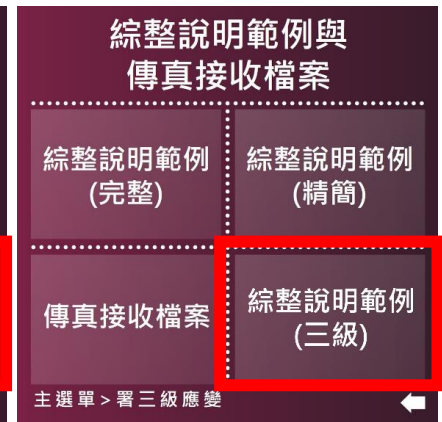 綜整說明範例與
傳真接收檔案
綜整說明範例
(完整)
綜整說明範例
(精簡)
傳真接收檔案
綜整說明範例
(三級)
主選單>署三級應變